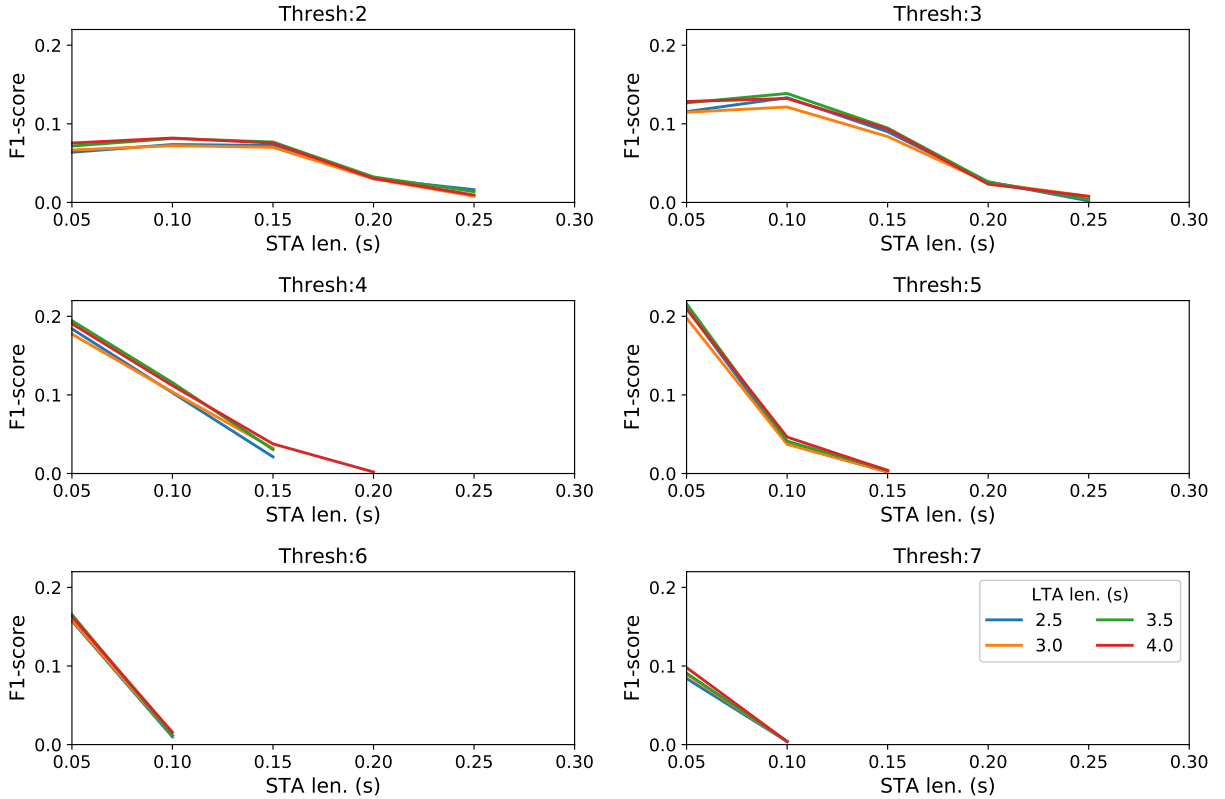 Thresh:2
F1-score
0.2
0.1
0.0
0.05 0.10 0.15 0.20 0.25 0.30
STA len. (s)
Thresh:3
F1-score
0.2
0.1
0.0
0.05 0.10 0.15 0.20 0.25 0.30
STA len. (s)
Thresh:4
F1-score
0.2
0.1
0.0
0.05 0.10 0.15 0.20 0.25 0.30
STA len. (s)
Thresh:5
F1-score
0.2
0.1
0.0
0.05 0.10 0.15 0.20 0.25 0.30
STA len. (s)
Thresh:6
F1-score
0.2
0.1
0.0
0.05 0.10 0.15 0.20 0.25 0.30
STA len. (s)
Thresh:7
F1-score
0.2
0.1
0.0
0.05 0.10 0.15 0.20 0.25 0.30
STA len. (s)
LTA len. (s)
2.5 3.5
3.0 4.0